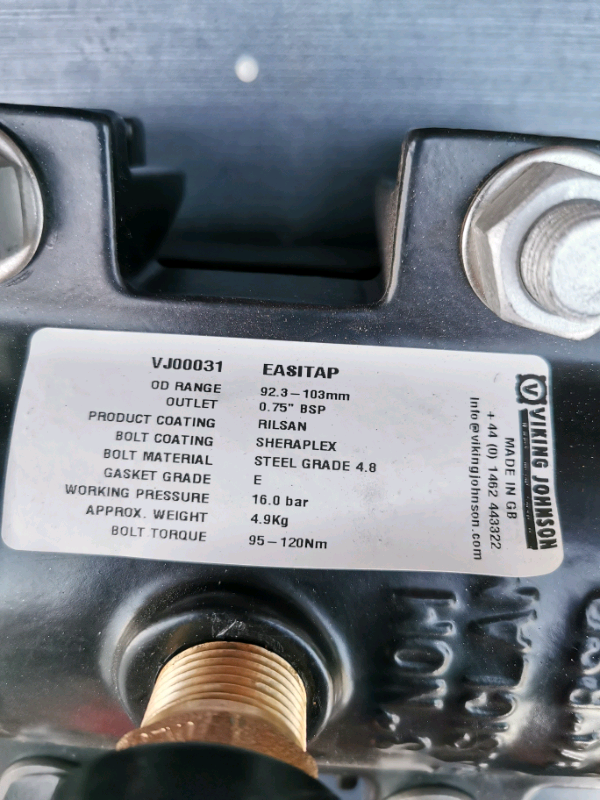 VJ00031 EASITAP
OD RANGE 92.3–103mm
OUTLET 0.75" BSP
PRODUCT COATING RILSAN
BOLT COATING SHERAPLEX
BOLT MATERIAL STEEL GRADE 4.8
GASKET GRADE E
WORKING PRESSURE 16.0 bar
APPROX. WEIGHT 4.9Kg
BOLT TORQUE 95–120Nm
V VIKING JOHNSON
MADE IN GB
+ 44 (0) 1462 443322
Info@vikingjohnson.com